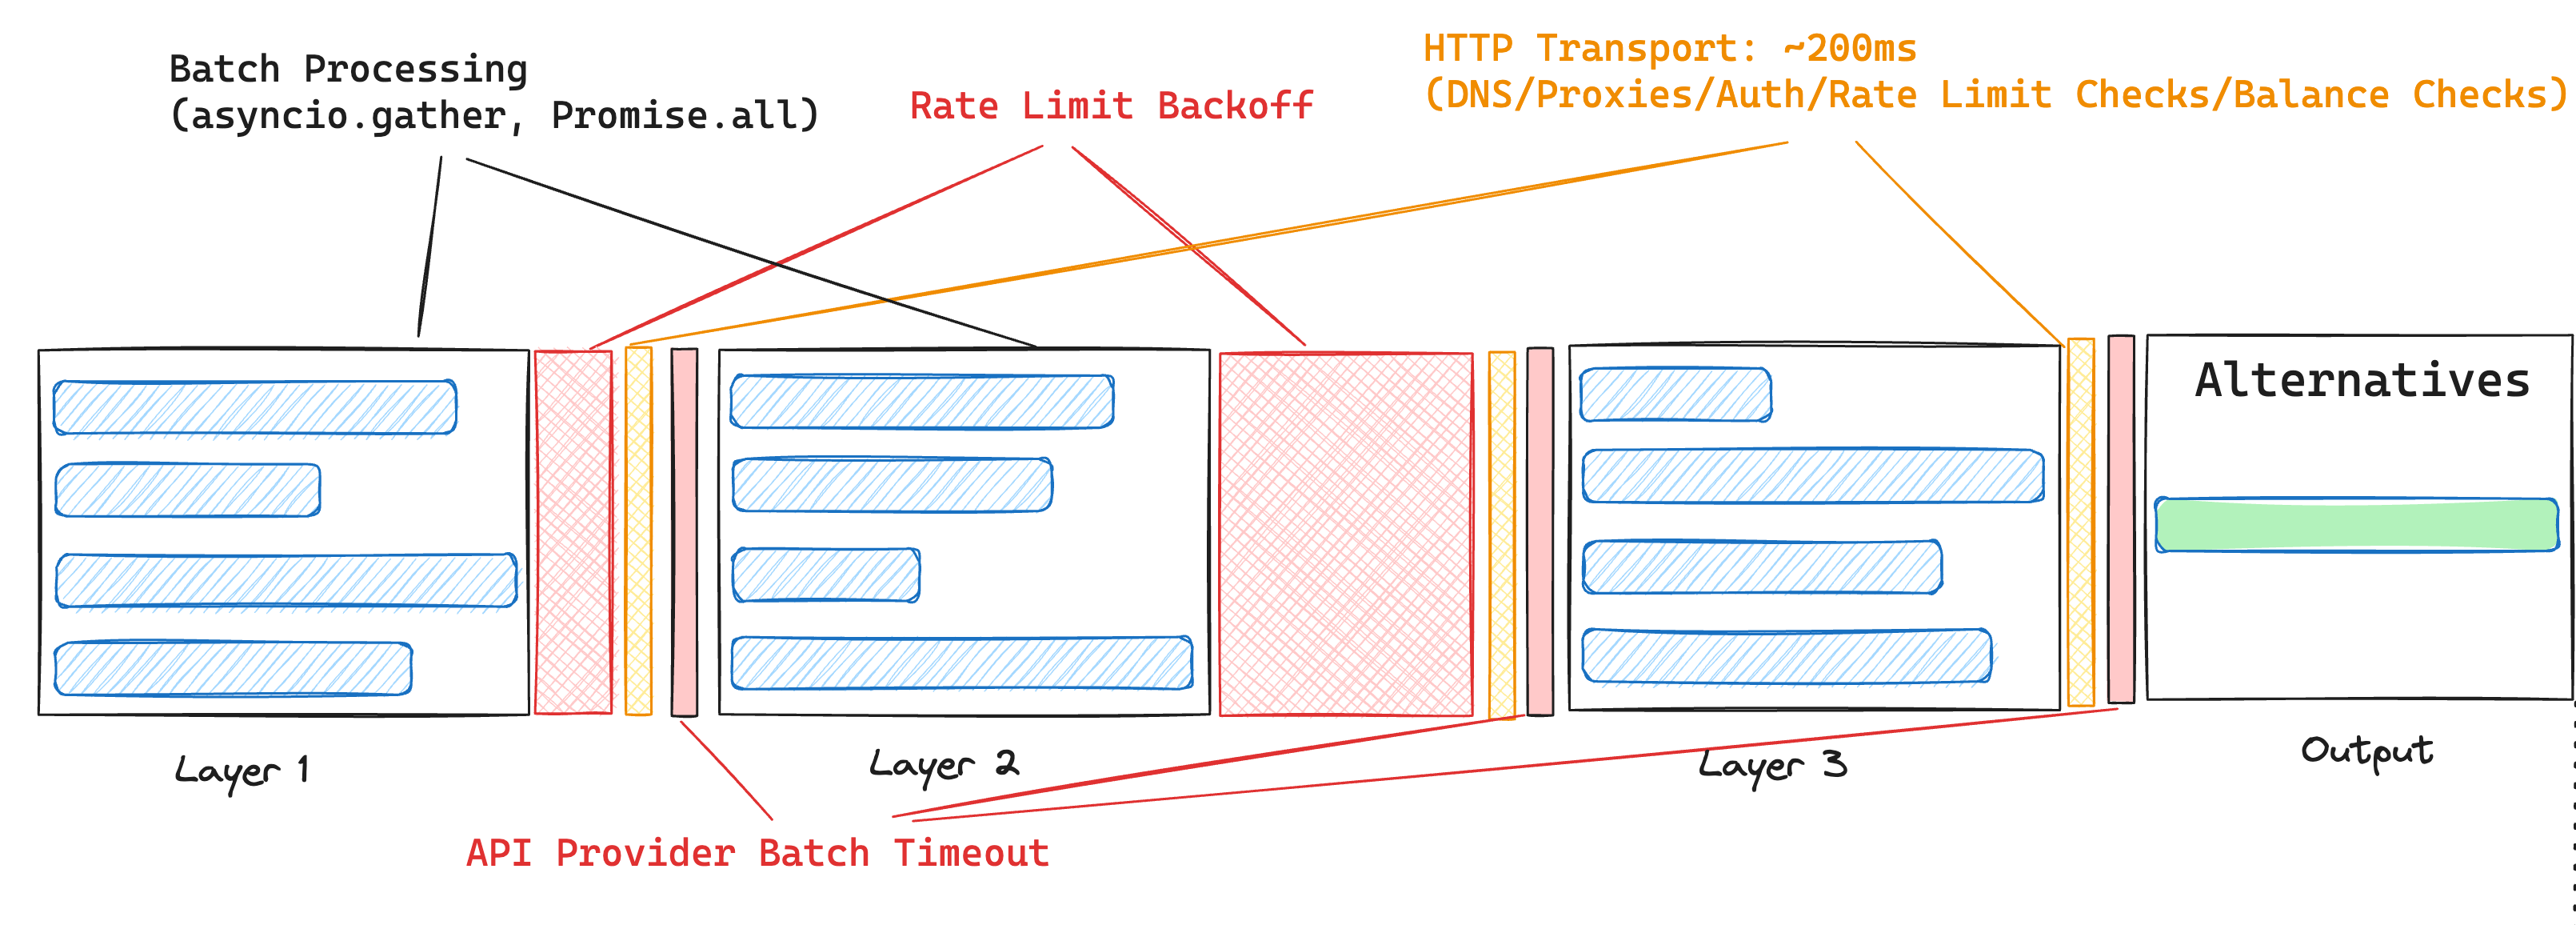 Batch Processing
(asyncio.gather, Promise.all)
Rate Limit Backoff
HTTP Transport: ~200ms
(DNS/Proxies/Auth/Rate Limit Checks/Balance Checks)
Alternatives
Layer 1
Layer 2
Layer 3
Output
API Provider Batch Timeout